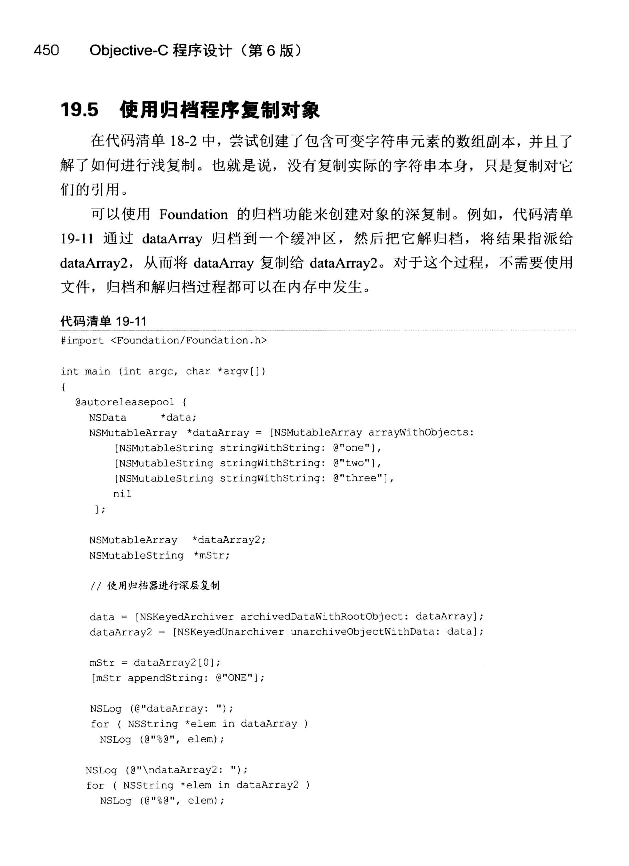 450 Objective-C 程序设计（第 6 版）
19.5 使用归档程序复制对象
在代码清单 18-2 中，尝试创建了包含可变字符串元素的数组副本，并且了
解了如何进行浅复制。也就是说，没有复制实际的字符串本身，只是复制对它
们的引用。
可以使用 Foundation 的归档功能来创建对象的深复制。例如，代码清单
19-11 通过 dataArray 归档到一个缓冲区，然后把它解归档，将结果指派给
dataArray2，从而将 dataArray 复制给 dataArray2。对于这个过程，不需要使用
文件，归档和解归档过程都可以在内存中发生。
代码清单 19-11
#import <Foundation/Foundation.h>
int main (int argc, char *argv[])
{
@autoreleasepool {
NSData *data;
NSMutableArray *dataArray = [NSMutableArray arrayWithObjects:
[NSMutableString stringWithString: @"one"],
[NSMutableString stringWithString: @"two"],
[NSMutableString stringWithString: @"three"],
nil
];
NSMutableArray *dataArray2;
NSMutableString *mStr;
// 使用归档器进行深层复制
data = [NSKeyedArchiver archivedDataWithRootObject: dataArray];
dataArray2 = [NSKeyedUnarchiver unarchiveObjectWithData: data];
mStr = dataArray2[0];
[mStr appendString: @"ONE"];
NSLog (@"dataArray: ");
for ( NSString *elem in dataArray )
NSLog (@"%@", elem);
NSLog (@"\ndataArray2: ");
for ( NSString *elem in dataArray2 )
NSLog (@"%@", elem);